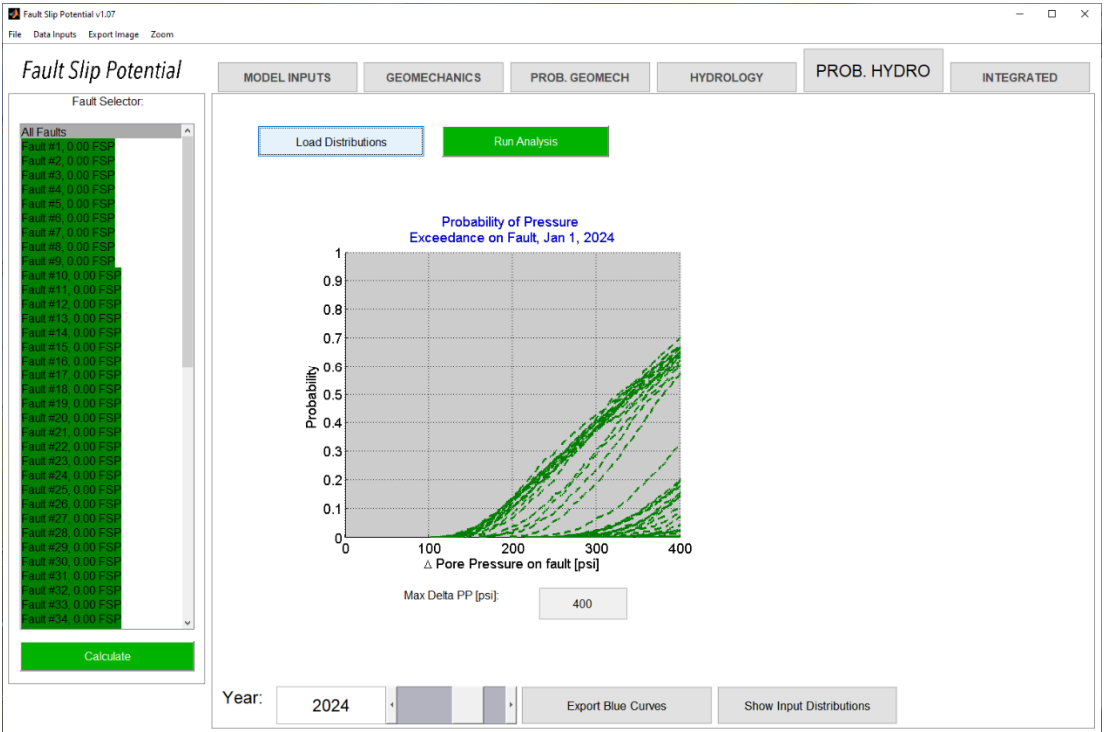 Fault Slip Potential v1.07
File Data Inputs Export Image Zoom
Fault Slip Potential
MODEL INPUTS
GEOMECHANICS
PROB. GEOMECH
HYDROLOGY
PROB. HYDRO
INTEGRATED
Fault Selector:
All Faults
Fault #1, 0.00 FSP
Fault #2, 0.00 FSP
Fault #3, 0.00 FSP
Fault #4, 0.00 FSP
Fault #5, 0.00 FSP
Fault #6, 0.00 FSP
Fault #7, 0.00 FSP
Fault #8, 0.00 FSP
Fault #9, 0.00 FSP
Fault #10, 0.00 FSP
Fault #11, 0.00 FSP
Fault #12, 0.00 FSP
Fault #13, 0.00 FSP
Fault #14, 0.00 FSP
Fault #15, 0.00 FSP
Fault #16, 0.00 FSP
Fault #17, 0.00 FSP
Fault #18, 0.00 FSP
Fault #19, 0.00 FSP
Fault #20, 0.00 FSP
Fault #21, 0.00 FSP
Fault #22, 0.00 FSP
Fault #23, 0.00 FSP
Fault #24, 0.00 FSP
Fault #25, 0.00 FSP
Fault #26, 0.00 FSP
Fault #27, 0.00 FSP
Fault #28, 0.00 FSP
Fault #29, 0.00 FSP
Fault #30, 0.00 FSP
Fault #31, 0.00 FSP
Fault #32, 0.00 FSP
Fault #33, 0.00 FSP
Fault #34, 0.00 FSP
Calculate
Load Distributions
Run Analysis
Probability of Pressure
Exceedance on Fault, Jan 1, 2024
1
0.9
0.8
0.7
0.6
0.5
0.4
0.3
0.2
0.1
0
Probability
0 100 200 300 400
Δ Pore Pressure on fault [psi]
Max Delta PP [psi]:
400
Year:
2024
Export Blue Curves
Show Input Distributions